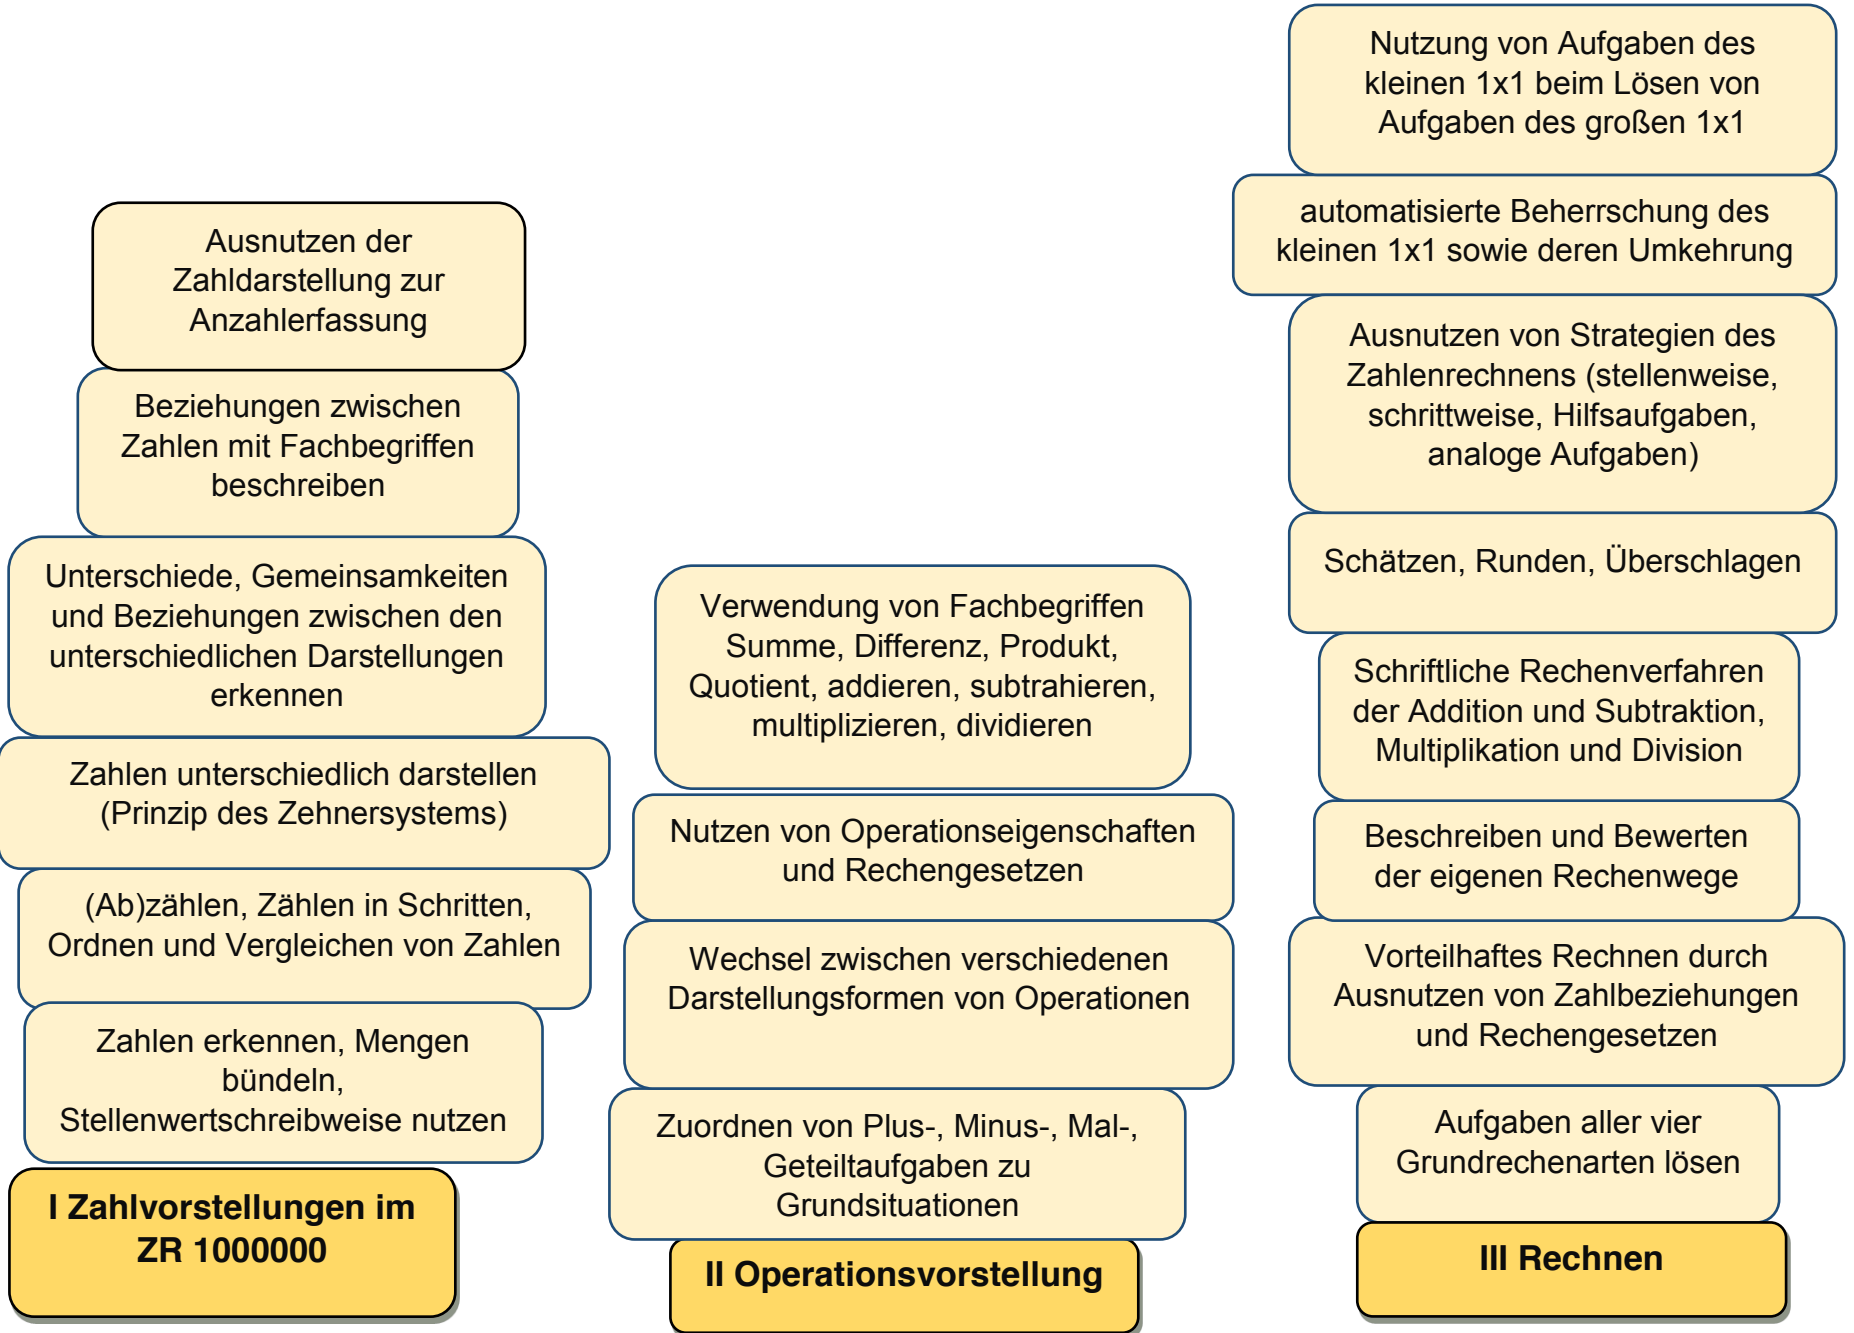 Ausnutzen der
Zahldarstellung zur
Anzahlerfassung
Beziehungen zwischen
Zahlen mit Fachbegriffen
beschreiben
Unterschiede, Gemeinsamkeiten
und Beziehungen zwischen den
unterschiedlichen Darstellungen
erkennen
Zahlen unterschiedlich darstellen
(Prinzip des Zehnersystems)
(Ab)zählen, Zählen in Schritten,
Ordnen und Vergleichen von Zahlen
Zahlen erkennen, Mengen
bündeln,
Stellenwertschreibweise nutzen
I Zahlvorstellungen im
ZR 1000000
Verwendung von Fachbegriffen
Summe, Differenz, Produkt,
Quotient, addieren, subtrahieren,
multiplizieren, dividieren
Nutzen von Operationseigenschaften
und Rechengesetzen
Wechsel zwischen verschiedenen
Darstellungsformen von Operationen
Zuordnen von Plus-, Minus-, Mal-,
Geteiltaufgaben zu
Grundsituationen
II Operationsvorstellung
Nutzung von Aufgaben des
kleinen 1x1 beim Lösen von
Aufgaben des großen 1x1
automatisierte Beherrschung des
kleinen 1x1 sowie deren Umkehrung
Ausnutzen von Strategien des
Zahlenrechnens (stellenweise,
schrittweise, Hilfsaufgaben,
analoge Aufgaben)
Schätzen, Runden, Überschlagen
Schriftliche Rechenverfahren
der Addition und Subtraktion,
Multiplikation und Division
Beschreiben und Bewerten
der eigenen Rechenwege
Vorteilhaftes Rechnen durch
Ausnutzen von Zahlbeziehungen
und Rechengesetzen
Aufgaben aller vier
Grundrechenarten lösen
III Rechnen